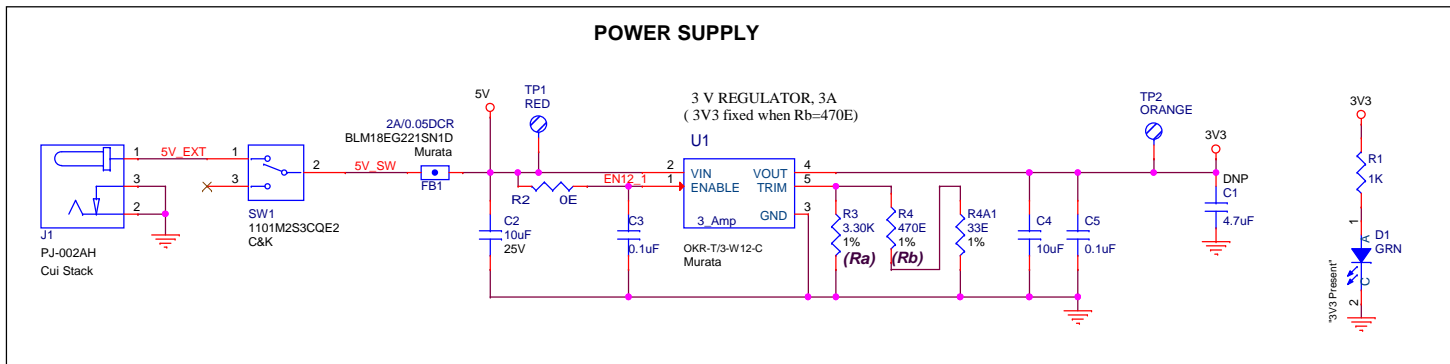 POWER SUPPLY
J1
PJ-002AH
Cui Stack
1
3
2
5V_EXT
1
3
2
SW1
1101M2S3CQE2
C&K
5V_SW
2A/0.05DCR
BLM18EG221SN1D
Murata
FB1
5V
TP1
RED
R2
0E
EN12_1
C2
10uF
25V
C3
0.1uF
3 V REGULATOR, 3A
( 3V3 fixed when Rb=470E)
U1
2
1
VIN
ENABLE
VOUT
TRIM
GND
4
5
3
3_Amp
OKR-T/3-W12-C
Murata
R3
3.30K
1%
(Ra)
R4
470E
1%
(Rb)
R4A1
33E
1%
C4
10uF
C5
0.1uF
TP2
ORANGE
3V3
DNP
C1
4.7uF
3V3
R1
1K
1
A
D1
GRN
C
2
"3V3 Present"